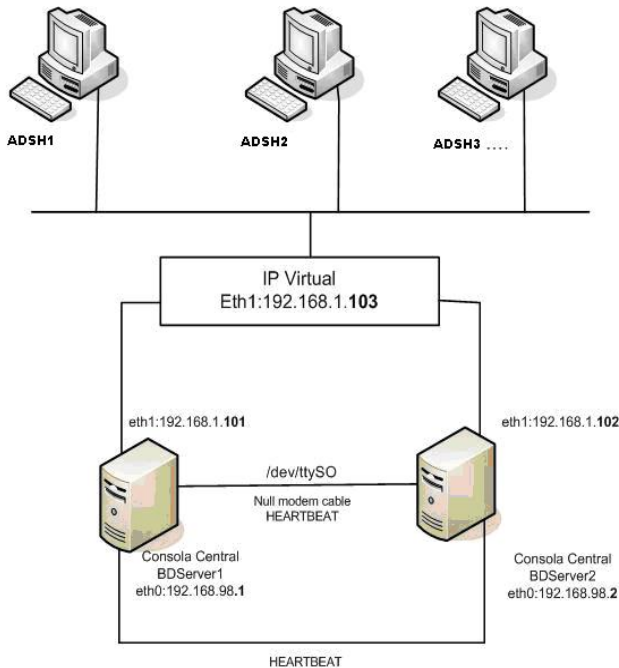 ADSH1
ADSH2
ADSH3 ....
IP Virtual
Eth1:192.168.1.103
eth1:192.168.1.101
eth1:192.168.1.102
/dev/ttySO
Null modem cable
HEARTBEAT
Consola Central
BDServer1
eth0:192.168.98.1
Consola Central
BDServer2
eth0:192.168.98.2
HEARTBEAT